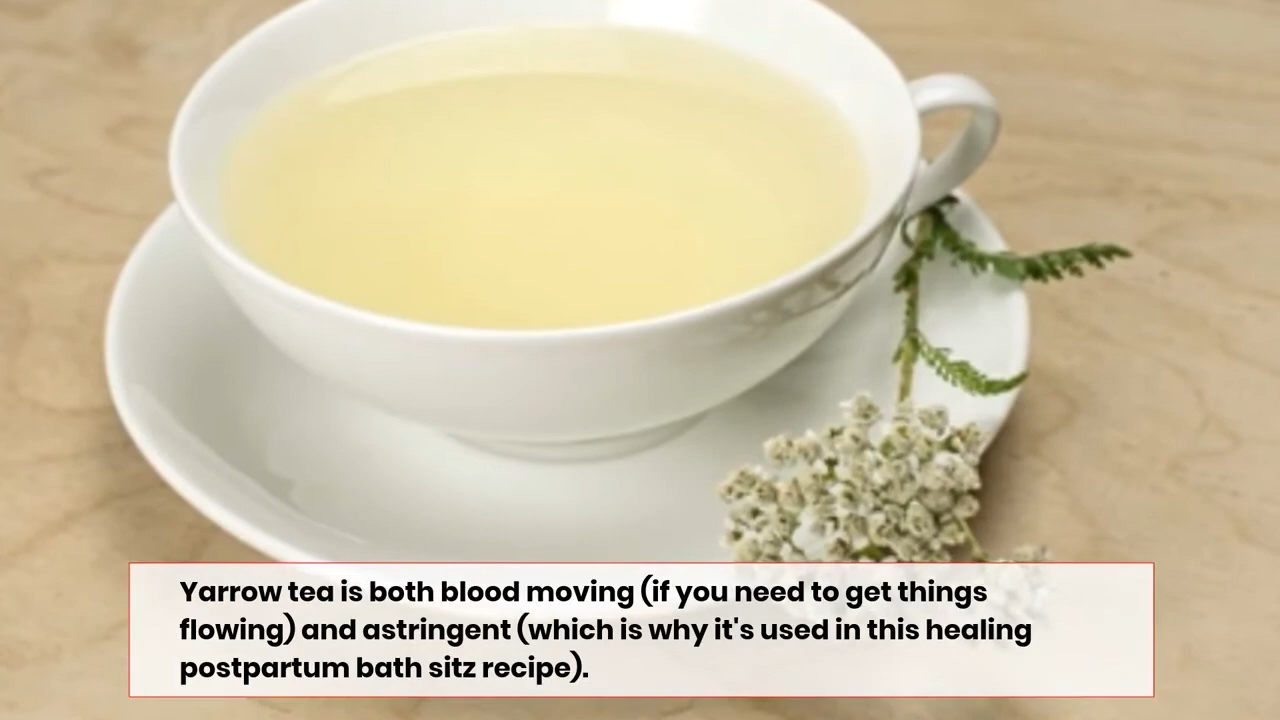 Yarrow tea is both blood moving (if you need to get things
flowing) and astringent (which is why it's used in this healing
postpartum bath sitz recipe).